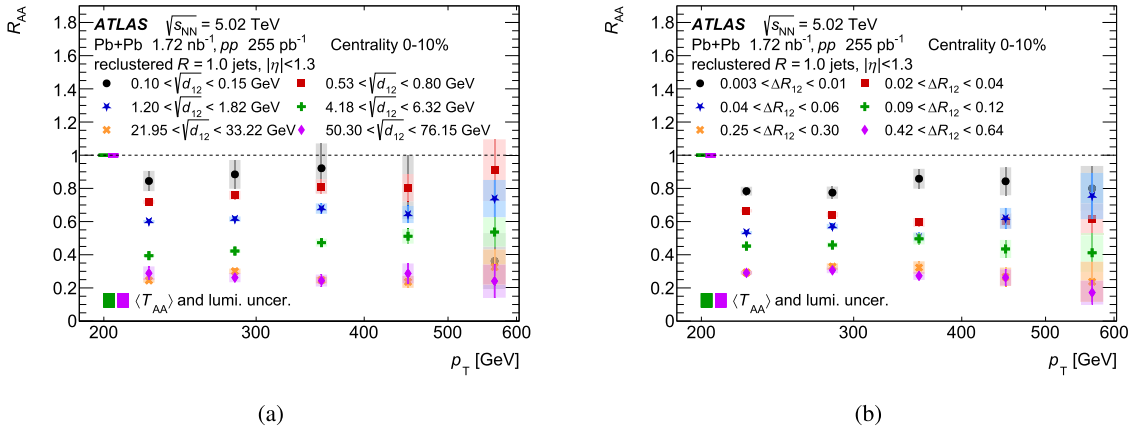 R_AA
1.8
1.6
1.4
1.2
1
0.8
0.6
0.4
0.2
0
ATLAS √s_NN = 5.02 TeV
Pb+Pb 1.72 nb⁻¹, pp 255 pb⁻¹ Centrality 0-10%
reclustered R = 1.0 jets, |η|<1.3
0.10 <√d₁₂ < 0.15 GeV 0.53 <√d₁₂ < 0.80 GeV
1.20 <√d₁₂ < 1.82 GeV 4.18 <√d₁₂ < 6.32 GeV
21.95 <√d₁₂ < 33.22 GeV 50.30 <√d₁₂ < 76.15 GeV
⟨T_AA⟩ and lumi. uncer.
200 300 400 500 600
p_T [GeV]
(a)
R_AA
1.8
1.6
1.4
1.2
1
0.8
0.6
0.4
0.2
0
ATLAS √s_NN = 5.02 TeV
Pb+Pb 1.72 nb⁻¹, pp 255 pb⁻¹ Centrality 0-10%
reclustered R = 1.0 jets, |η|<1.3
0.003 < ΔR₁₂ < 0.01 0.02 < ΔR₁₂ < 0.04
0.04 < ΔR₁₂ < 0.06 0.09 < ΔR₁₂ < 0.12
0.25 < ΔR₁₂ < 0.30 0.42 < ΔR₁₂ < 0.64
⟨T_AA⟩ and lumi. uncer.
200 300 400 500 600
p_T [GeV]
(b)